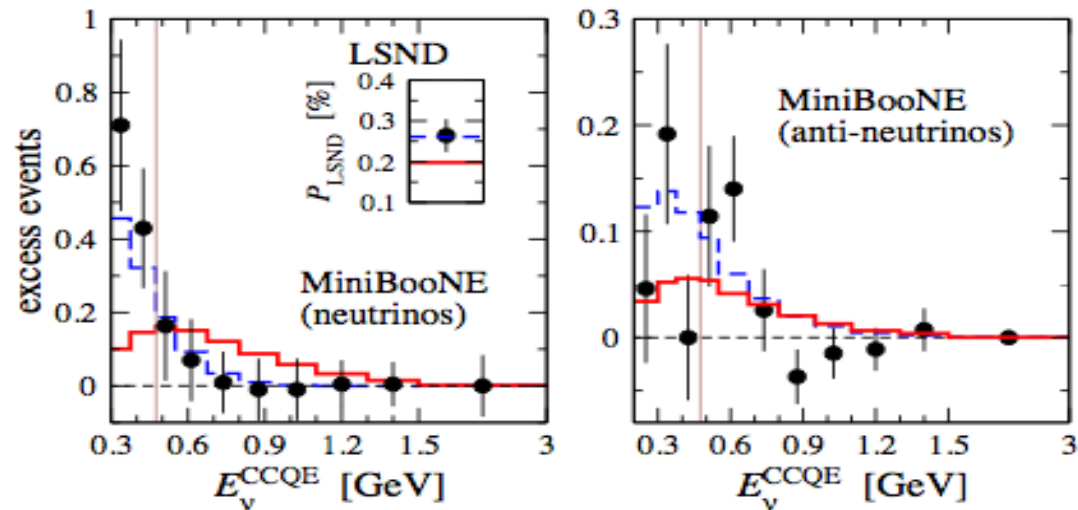 1
0.8
0.6
0.4
0.2
0
excess events
LSND
0.4
0.3
0.2
0.1
P_LSND [%]
MiniBooNE
(neutrinos)
0.3 0.6 0.9 1.2 1.5 3
E_ν^CCQE [GeV]
0.3
0.2
0.1
0
MiniBooNE
(anti-neutrinos)
0.3 0.6 0.9 1.2 1.5 3
E_ν^CCQE [GeV]